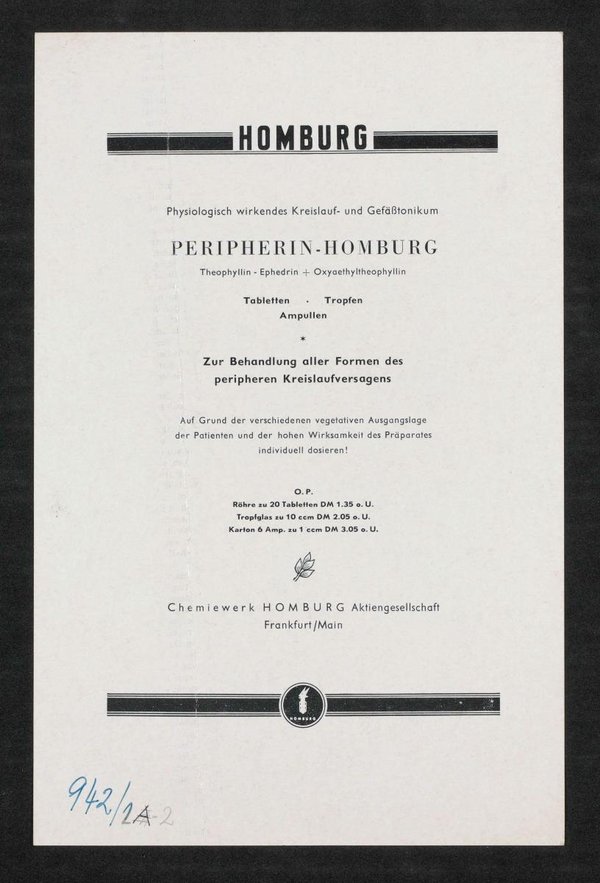 HOMBURG
Physiologisch wirkendes Kreislauf- und Gefäßtonikum
PERIPHERIN-HOMBURG
Theophyllin - Ephedrin + Oxyaethyltheophyllin
Tabletten · Tropfen
Ampullen
*
Zur Behandlung aller Formen des
peripheren Kreislaufversagens
Auf Grund der verschiedenen vegetativen Ausgangslage
der Patienten und der hohen Wirksamkeit des Präparates
individuell dosieren!
O. P.
Röhre zu 20 Tabletten DM 1.35 o. U.
Tropfglas zu 10 ccm DM 2.05 o. U.
Karton 6 Amp. zu 1 ccm DM 3.05 o. U.
Chemiewerk HOMBURG Aktiengesellschaft
Frankfurt/Main
HOMBURG
942/1A-2